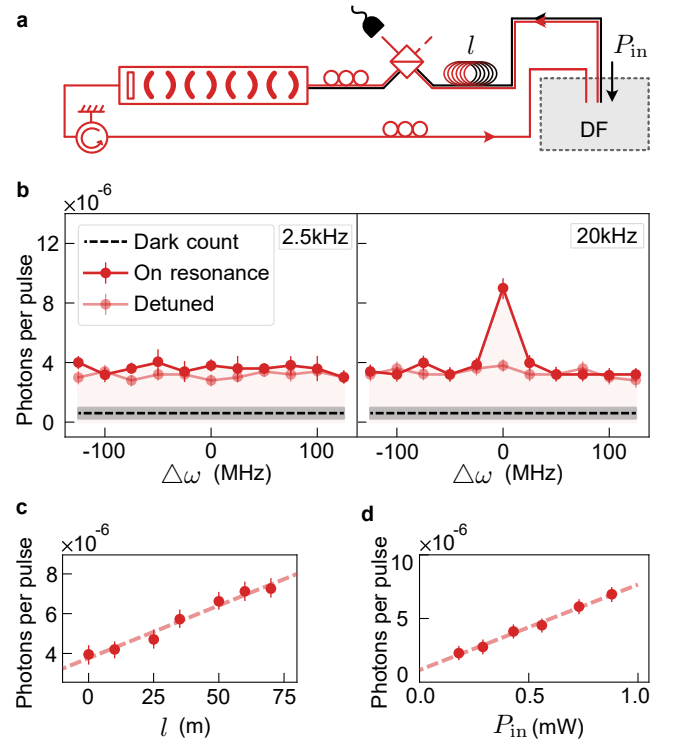 a
l
P_in
DF
b
×10⁻⁶
Photons per pulse
12
8
4
0
Dark count
On resonance
Detuned
2.5kHz
20kHz
-100 0 100 -100 0 100
△ω (MHz) △ω (MHz)
c
×10⁻⁶
Photons per pulse
8
6
4
0 25 50 75
l (m)
d
×10⁻⁶
Photons per pulse
10
5
0
0.0 0.5 1.0
P_in (mW)